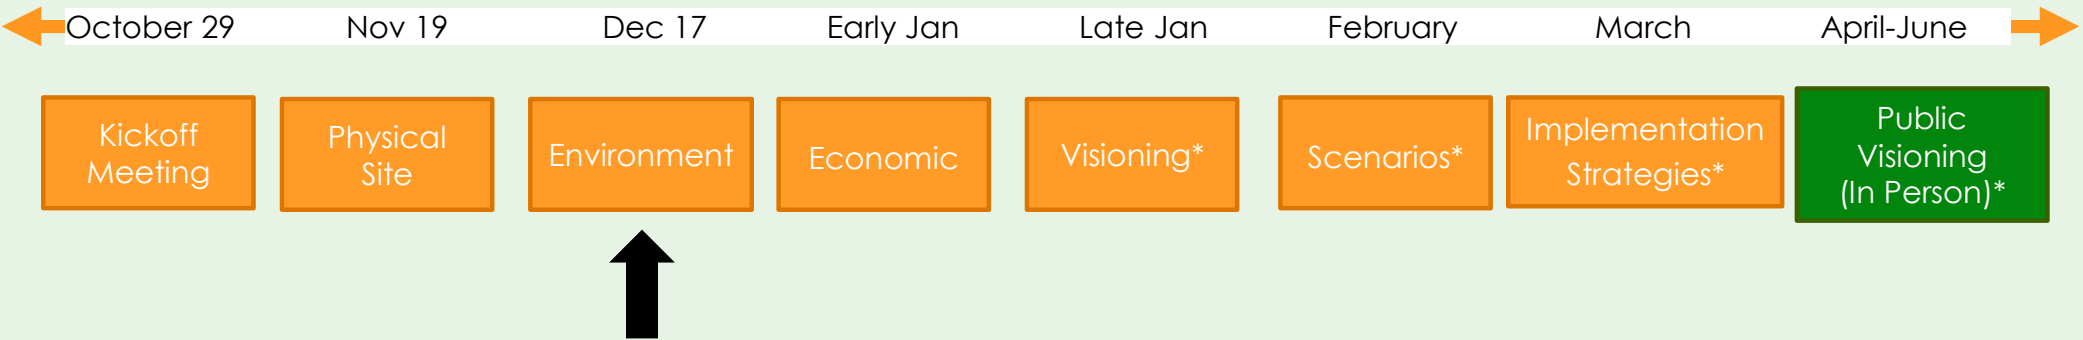 October 29 Nov 19 Dec 17 Early Jan Late Jan February March April-June
Kickoff
Meeting
Physical
Site
Environment
Economic
Visioning*
Scenarios*
Implementation
Strategies*
Public
Visioning
(In Person)*